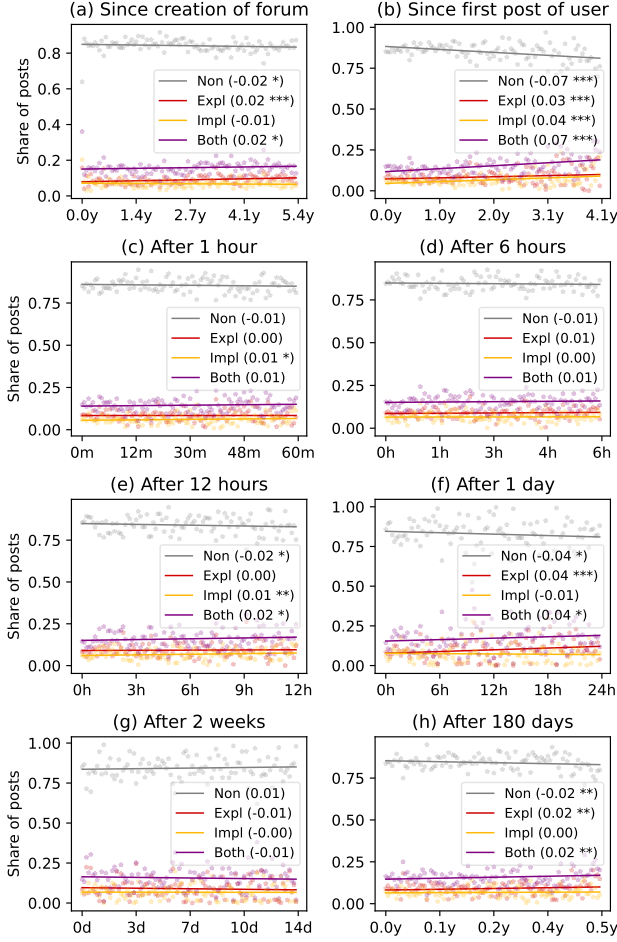 (a) Since creation of forum
Share of posts
0.8
0.6
0.4
0.2
0.0
Non (-0.02 *)
Expl (0.02 ***)
Impl (-0.01)
Both (0.02 *)
0.0y 1.4y 2.7y 4.1y 5.4y
(b) Since first post of user
1.00
0.75
0.50
0.25
0.00
Non (-0.07 ***)
Expl (0.03 ***)
Impl (0.04 ***)
Both (0.07 ***)
0.0y 1.0y 2.0y 3.1y 4.1y
(c) After 1 hour
Share of posts
0.75
0.50
0.25
0.00
Non (-0.01)
Expl (0.00)
Impl (0.01 *)
Both (0.01)
0m 12m 30m 48m 60m
(d) After 6 hours
0.75
0.50
0.25
0.00
Non (-0.01)
Expl (0.01)
Impl (0.00)
Both (0.01)
0h 1h 3h 4h 6h
(e) After 12 hours
Share of posts
0.75
0.50
0.25
0.00
Non (-0.02 *)
Expl (0.00)
Impl (0.01 **)
Both (0.02 *)
0h 3h 6h 9h 12h
(f) After 1 day
1.00
0.75
0.50
0.25
0.00
Non (-0.04 *)
Expl (0.04 ***)
Impl (-0.01)
Both (0.04 *)
0h 6h 12h 18h 24h
(g) After 2 weeks
Share of posts
1.00
0.75
0.50
0.25
0.00
Non (0.01)
Expl (-0.01)
Impl (-0.00)
Both (-0.01)
0d 3d 7d 10d 14d
(h) After 180 days
0.75
0.50
0.25
0.00
Non (-0.02 **)
Expl (0.02 **)
Impl (0.00)
Both (0.02 **)
0.0y 0.1y 0.2y 0.4y 0.5y